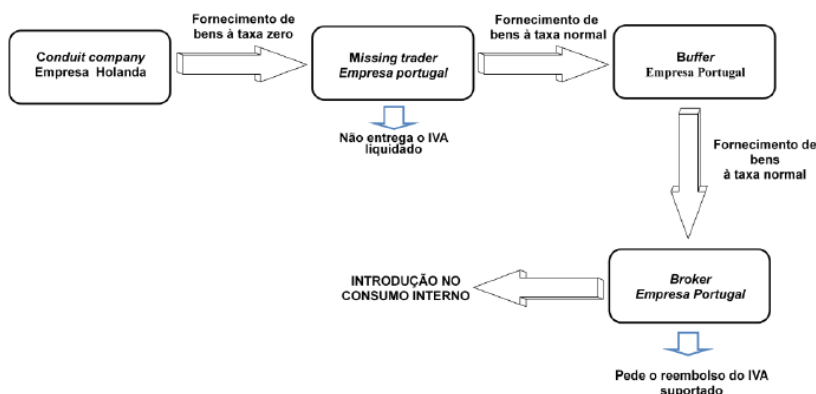 Fornecimento de
bens à taxa zero
Fornecimento de
bens à taxa normal
Conduit company
Empresa Holanda
Missing trader
Empresa portugal
Buffer
Empresa Portugal
Não entrega o IVA
liquidado
Fornecimento de
bens
à taxa normal
INTRODUÇÃO NO
CONSUMO INTERNO
Broker
Empresa Portugal
Pede o reembolso do IVA
suportado